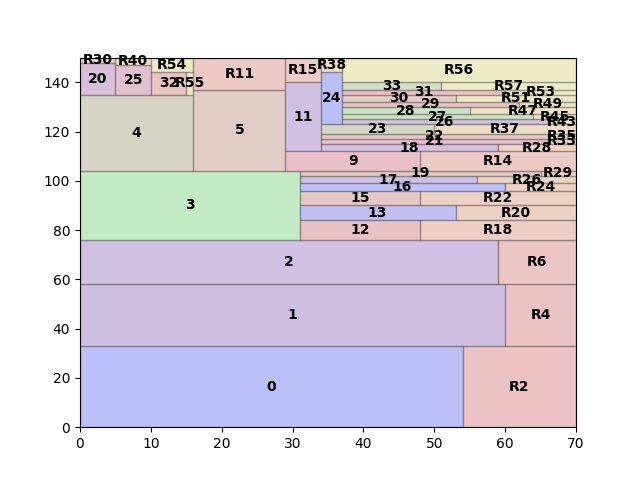 R30 R40 R54 R15 R38 R56
20 25 32 R55 R11
140
24 33 R57
31 R53
30 R51
29 R49
28 R47
11 27 R45
26 R43
4 5 23 R37
120
22 R35
21 R33
18 R28
9 R14
100
19 R29
17 R26
16 R24
3 15 R22
13 R20
80
12 R18
2 R6
60
1 R4
40
20
0 R2
0
0 10 20 30 40 50 60 70